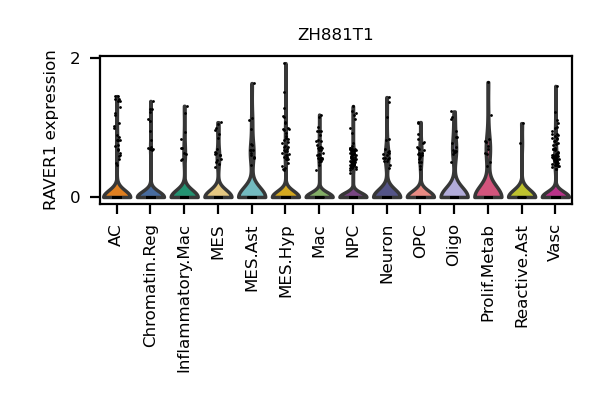 ZH881T1
RAVER1 expression
2
0
AC
Chromatin.Reg
Inflammatory.Mac
MES
MES.Ast
MES.Hyp
Mac
NPC
Neuron
OPC
Oligo
Prolif.Metab
Reactive.Ast
Vasc